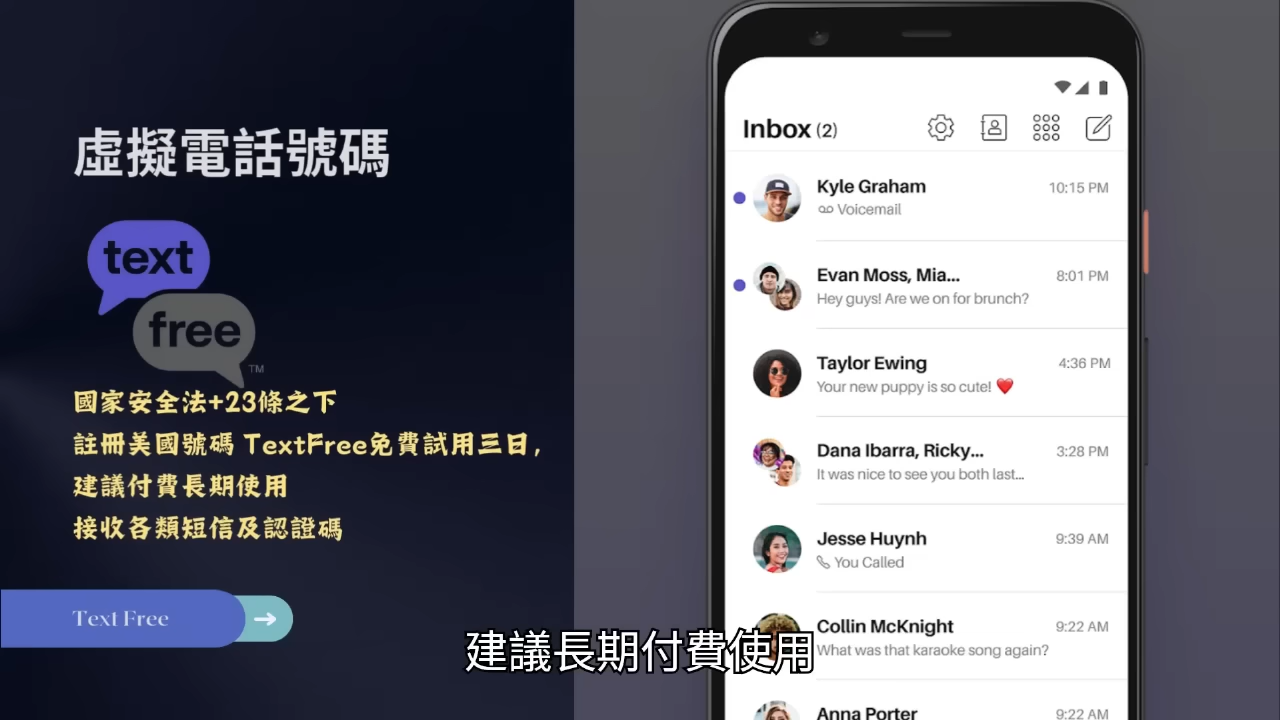 虛擬電話號碼
text
free
TM
國家安全法+23條之下
註冊美國號碼 TextFree免費試用三日,
建議付費長期使用
接收各類短信及認證碼
Text Free
Inbox (2)
Kyle Graham
10:15 PM
Voicemail
Evan Moss, Mia...
8:01 PM
Hey guys! Are we on for brunch?
Taylor Ewing
4:36 PM
Your new puppy is so cute! ❤️
Dana Ibarra, Ricky...
3:28 PM
It was nice to see you both last...
Jesse Huynh
9:39 AM
You Called
Collin McKnight
9:22 AM
What was that karaoke song again?
Anna Porter
9:22 AM
建議長期付費使用